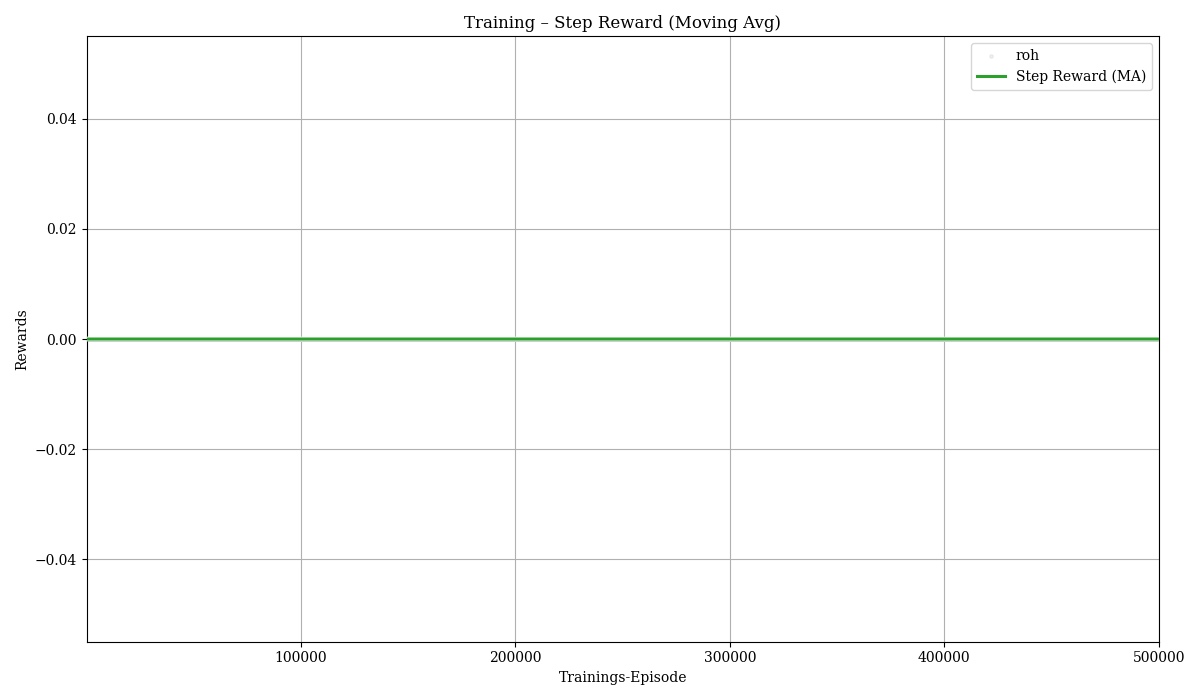 Training – Step Reward (Moving Avg)
roh
Step Reward (MA)
Rewards
0.04
0.02
0.00
−0.02
−0.04
100000
200000
300000
400000
500000
Trainings-Episode